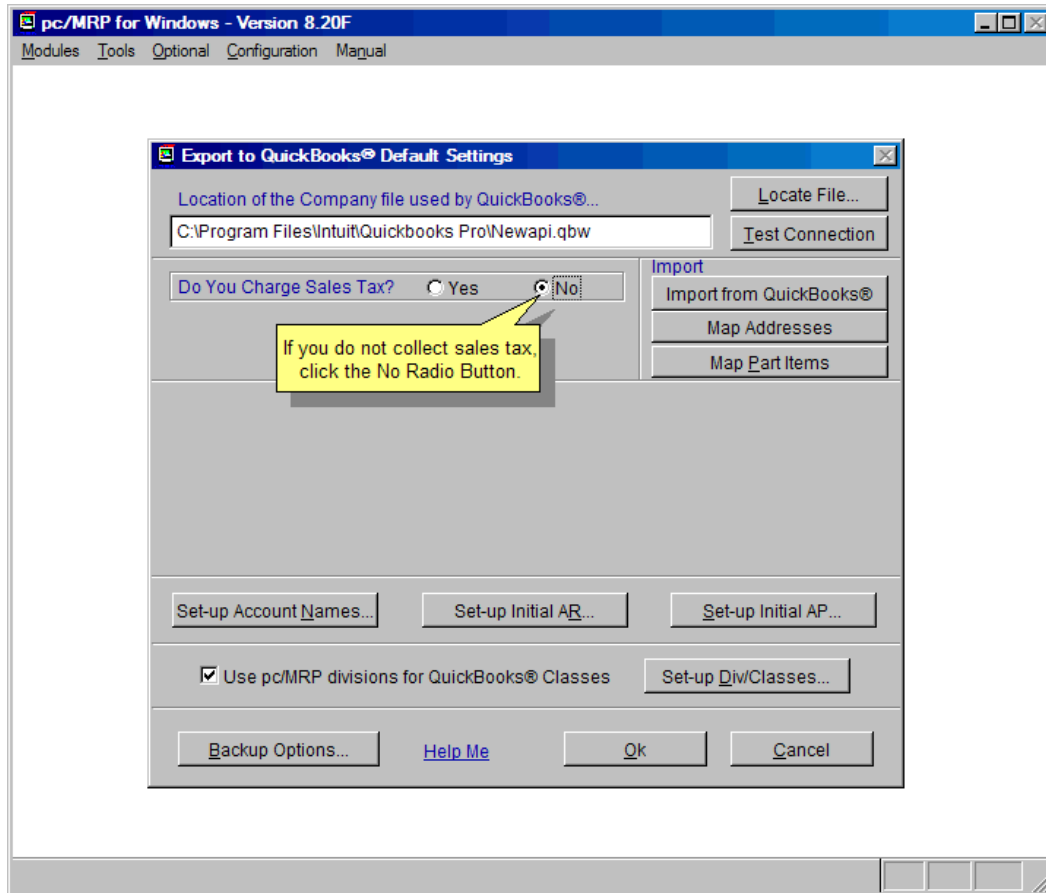 pc/MRP for Windows - Version 8.20F
Modules Tools Optional Configuration Manual
Export to QuickBooks® Default Settings
Location of the Company file used by QuickBooks®...
Locate File...
C:\Program Files\Intuit\Quickbooks Pro\Newapi.qbw
Test Connection
Do You Charge Sales Tax? Yes No
Import
Import from QuickBooks®
Map Addresses
Map Part Items
If you do not collect sales tax,
click the No Radio Button.
Set-up Account Names... Set-up Initial AR... Set-up Initial AP...
Use pc/MRP divisions for QuickBooks® Classes Set-up Div/Classes...
Backup Options... Help Me Ok Cancel